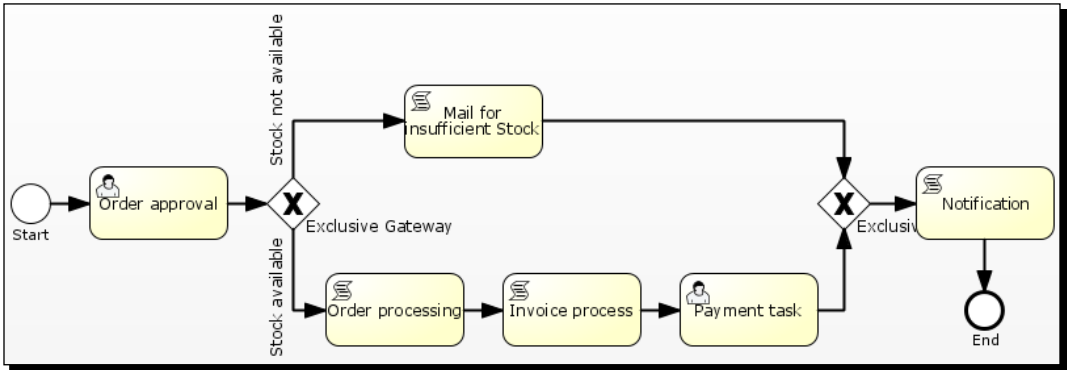 Stock not available
Mail for
insufficient Stock
Start
Order approval
Exclusive Gateway
Stock available
Order processing
Invoice process
Payment task
Notification
End